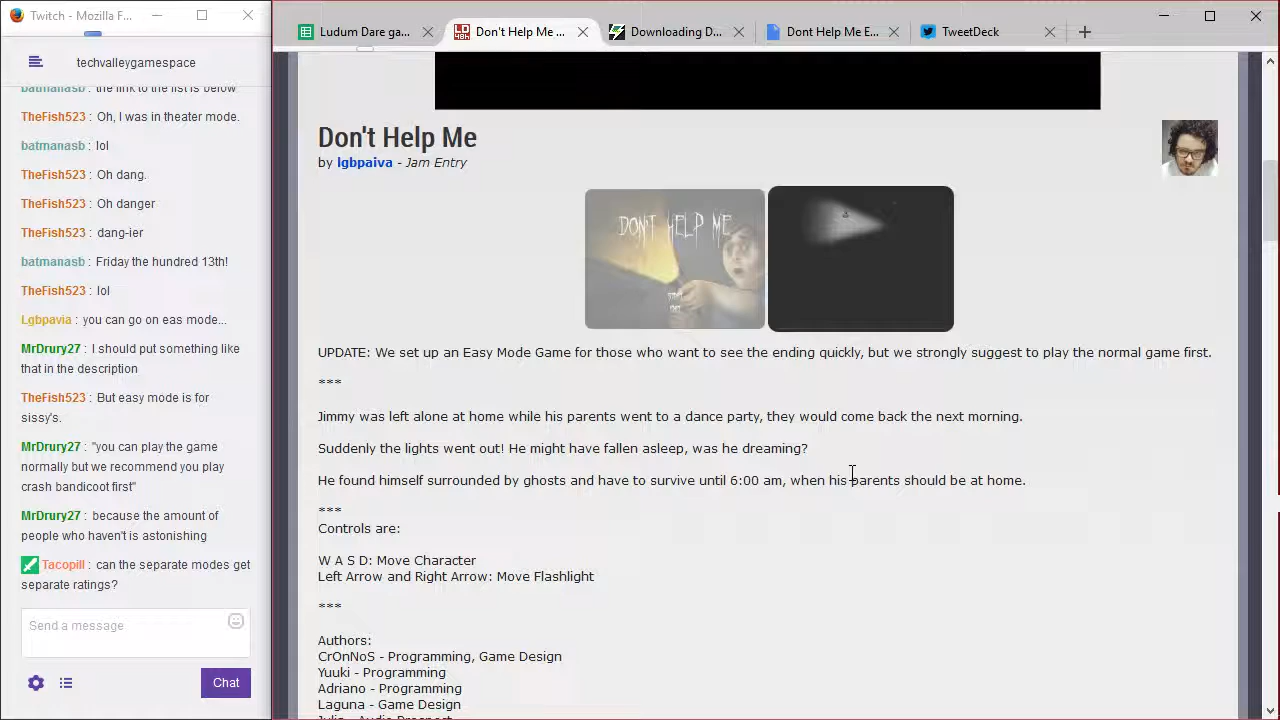 Twitch - Mozilla F...
techvalleygamespace
batmanasb : the link to the list is below
TheFish523 : Oh, I was in theater mode.
batmanasb : lol
TheFish523 : Oh dang.
TheFish523 : Oh danger
TheFish523 : dang-ier
batmanasb : Friday the hundred 13th!
TheFish523 : lol
Lgbpavia : you can go on eas mode...
MrDrury27 : I should put something like
that in the description
TheFish523 : But easy mode is for
sissy's.
MrDrury27 : "you can play the game
normally but we recommend you play
crash bandicoot first"
MrDrury27 : because the amount of
people who haven't is astonishing
Tacopill : can the separate modes get
separate ratings?
Send a message
Chat
Ludum Dare ga...
Don't Help Me ...
Downloading D...
Dont Help Me E...
TweetDeck
Don't Help Me
by lgbpaiva - Jam Entry
DON'T HELP ME
UPDATE: We set up an Easy Mode Game for those who want to see the ending quickly, but we strongly suggest to play the normal game first.
***
Jimmy was left alone at home while his parents went to a dance party, they would come back the next morning.
Suddenly the lights went out! He might have fallen asleep, was he dreaming?
He found himself surrounded by ghosts and have to survive until 6:00 am, when his parents should be at home.
***
Controls are:
W A S D: Move Character
Left Arrow and Right Arrow: Move Flashlight
***
Authors:
CrOnNoS - Programming, Game Design
Yuuki - Programming
Adriano - Programming
Laguna - Game Design